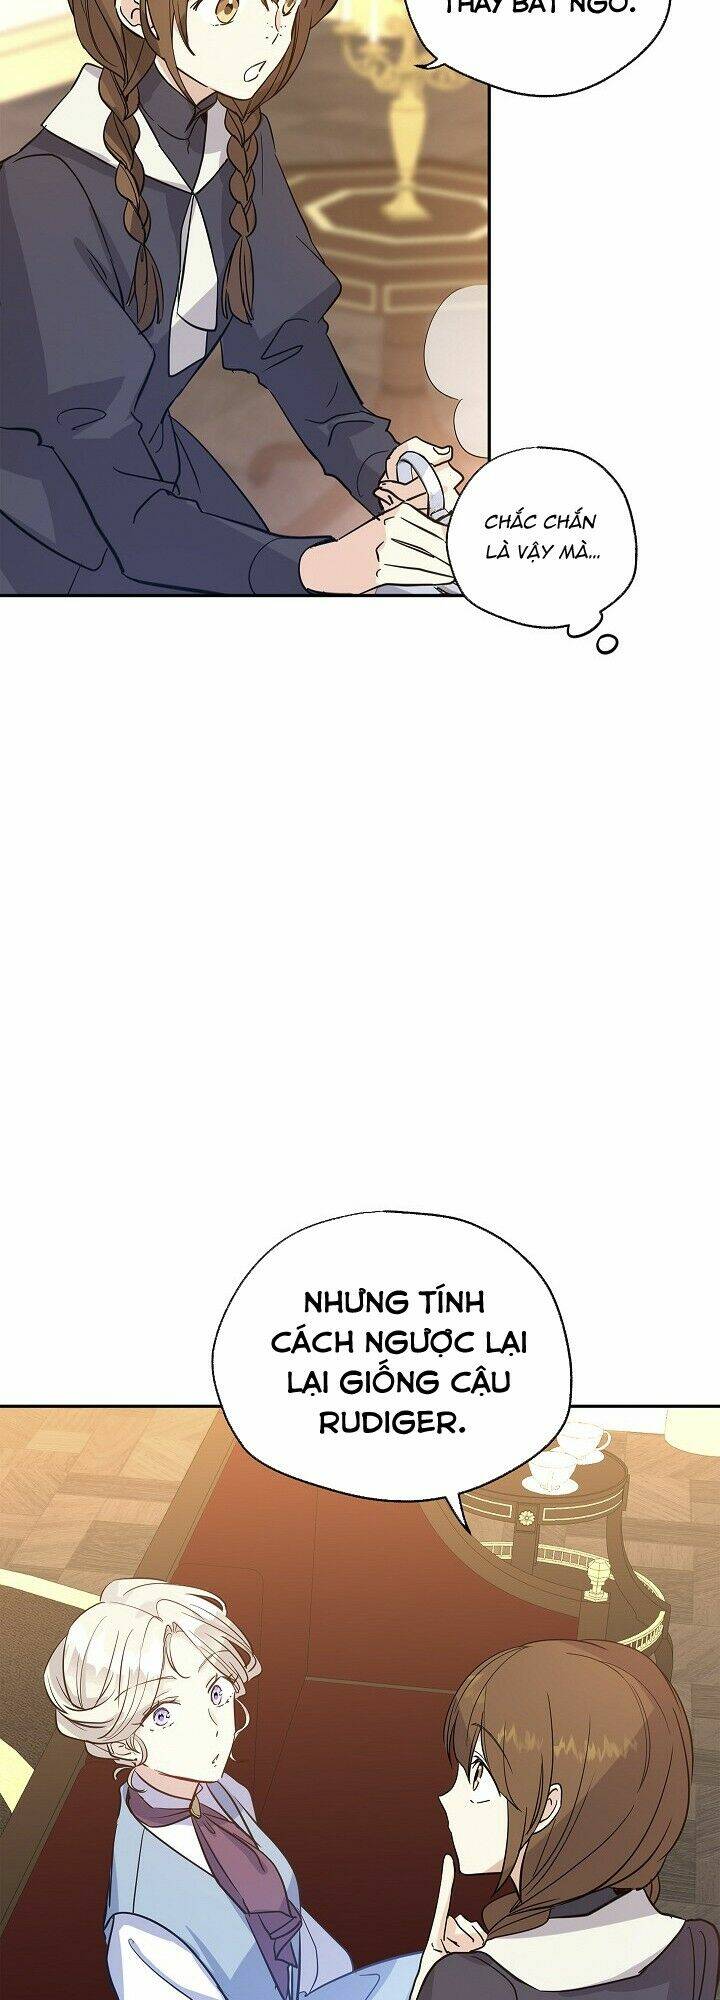 THẤY BẤT NGỜ.
CHẮC CHẮN
LÀ VẬY MÀ...
NHƯNG TÍNH
CÁCH NGƯỢC LẠI
LẠI GIỐNG CẬU
RUDIGER.